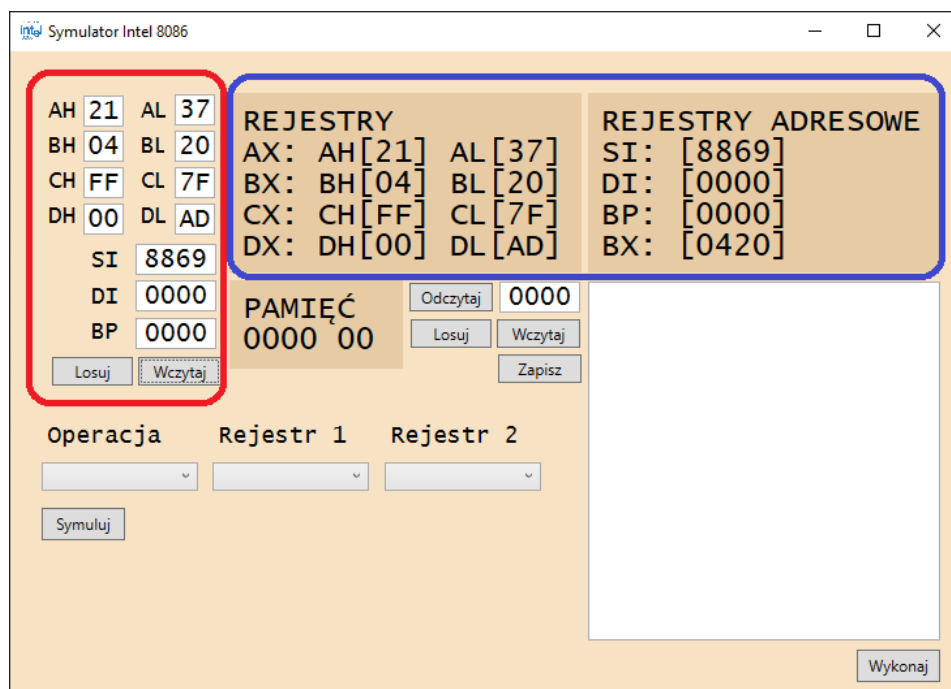 intel Symulator Intel 8086
AH 21 AL 37
BH 04 BL 20
CH FF CL 7F
DH 00 DL AD
SI 8869
DI 0000
BP 0000
Losuj Wczytaj
REJESTRY
AX: AH[21] AL[37]
BX: BH[04] BL[20]
CX: CH[FF] CL[7F]
DX: DH[00] DL[AD]
REJESTRY ADRESOWE
SI: [8869]
DI: [0000]
BP: [0000]
BX: [0420]
PAMIĘĆ
0000 00
Odczytaj 0000
Losuj Wczytaj
Zapisz
Operacja Rejestr 1 Rejestr 2
Symuluj
Wykonaj